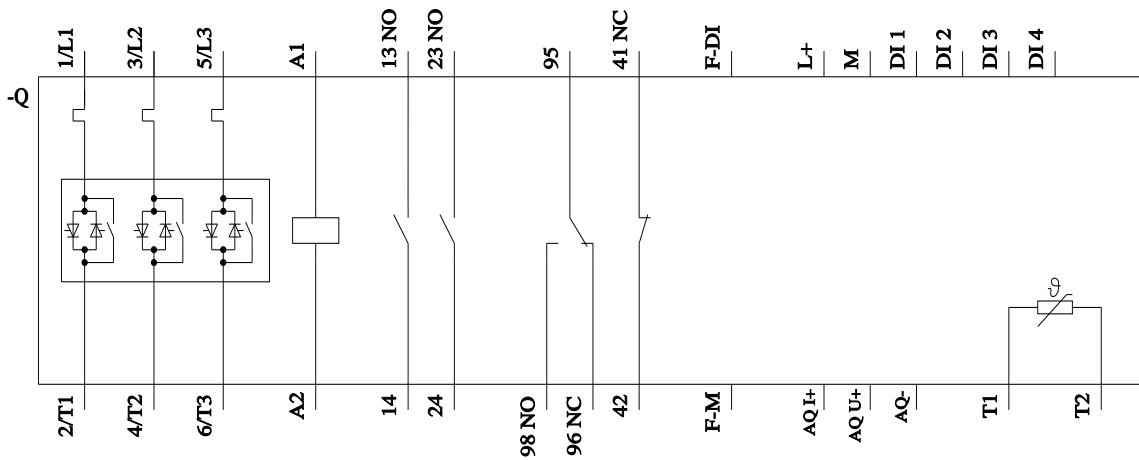 1/L1
3/L2
5/L3
A1
13 NO
23 NO
95
41 NC
F-DI
L+
M
DI 1
DI 2
DI 3
DI 4
-Q
ϑ
2/T1
4/T2
6/T3
A2
14
24
98 NO
96 NC
42
F-M
AQ I+
AQ U+
AQ-
T1
T2